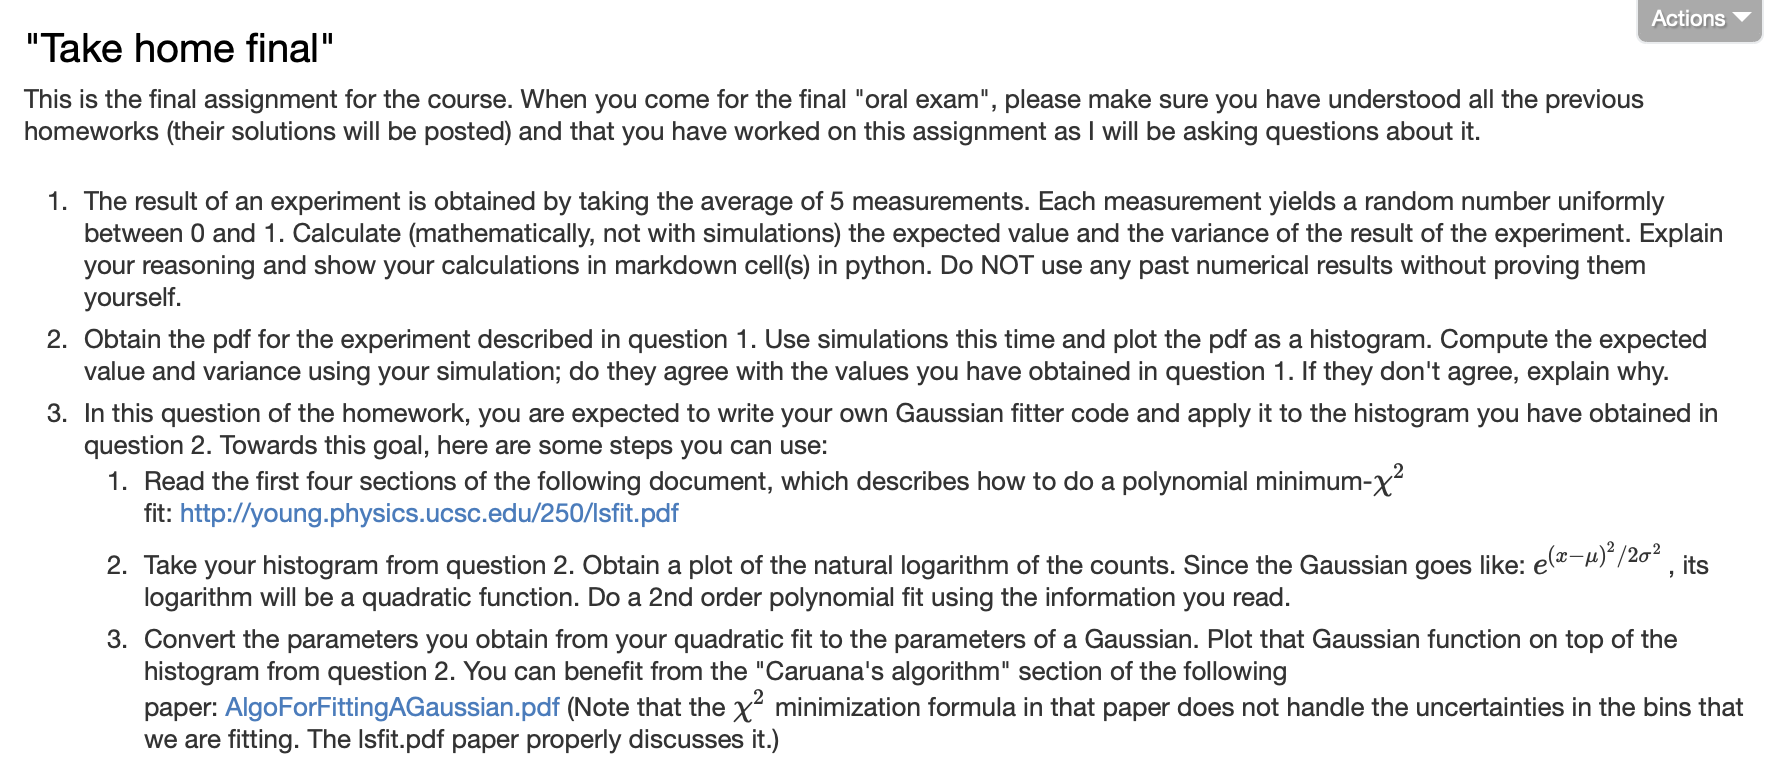 Actions
"Take home final"
This is the final assignment for the course. When you come for the final "oral exam", please make sure you have understood all the previous
homeworks (their solutions will be posted) and that you have worked on this assignment as I will be asking questions about it.
1. The result of an experiment is obtained by taking the average of 5 measurements. Each measurement yields a random number uniformly
between 0 and 1. Calculate (mathematically, not with simulations) the expected value and the variance of the result of the experiment. Explain
your reasoning and show your calculations in markdown cell(s) in python. Do NOT use any past numerical results without proving them
yourself.
2. Obtain the pdf for the experiment described in question 1. Use simulations this time and plot the pdf as a histogram. Compute the expected
value and variance using your simulation; do they agree with the values you have obtained in question 1. If they don't agree, explain why.
3. In this question of the homework, you are expected to write your own Gaussian fitter code and apply it to the histogram you have obtained in
question 2. Towards this goal, here are some steps you can use:
1. Read the first four sections of the following document, which describes how to do a polynomial minimum-χ²
fit: http://young.physics.ucsc.edu/250/lsfit.pdf
2. Take your histogram from question 2. Obtain a plot of the natural logarithm of the counts. Since the Gaussian goes like: e^{(x−μ)²/2σ²} , its
logarithm will be a quadratic function. Do a 2nd order polynomial fit using the information you read.
3. Convert the parameters you obtain from your quadratic fit to the parameters of a Gaussian. Plot that Gaussian function on top of the
histogram from question 2. You can benefit from the "Caruana's algorithm" section of the following
paper: AlgoForFittingAGaussian.pdf (Note that the χ² minimization formula in that paper does not handle the uncertainties in the bins that
we are fitting. The lsfit.pdf paper properly discusses it.)